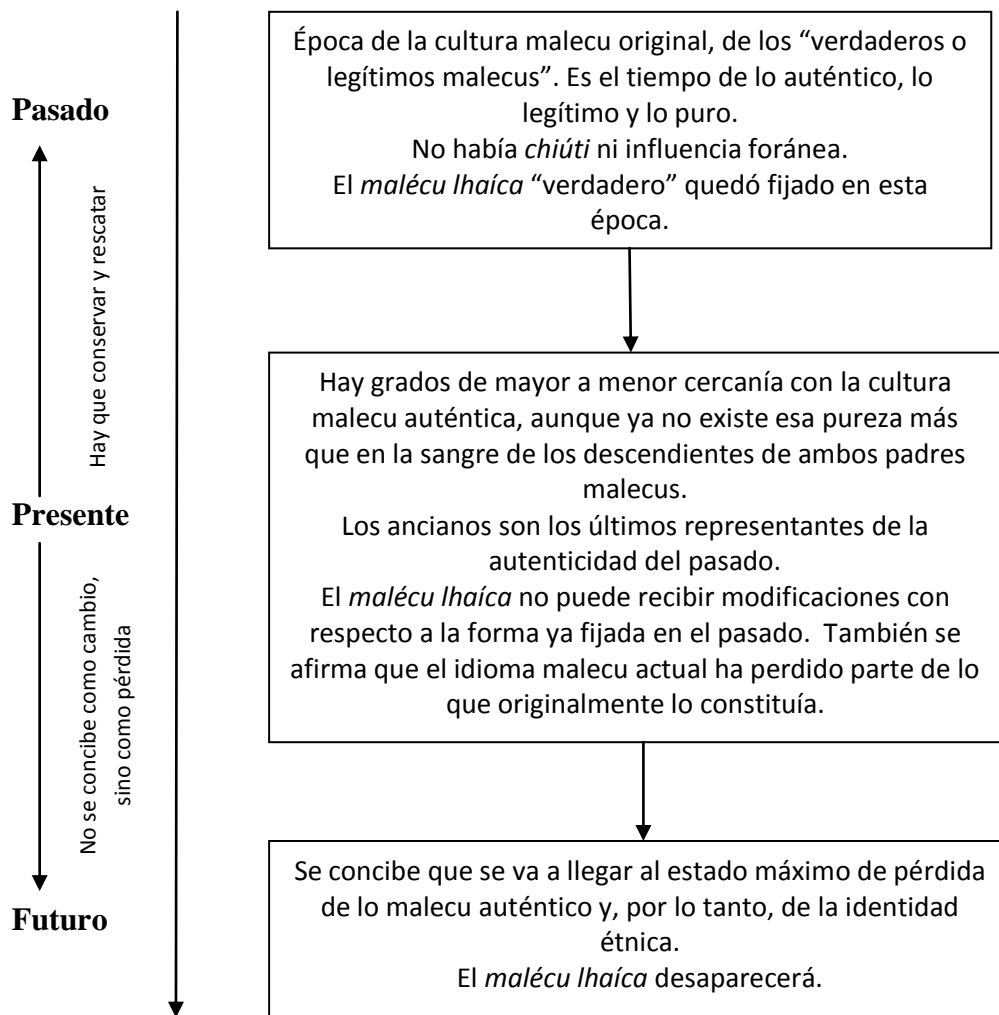 Época de la cultura malecu original, de los “verdaderos o
legítimos malecus”. Es el tiempo de lo auténtico, lo
legítimo y lo puro.
No había chiúti ni influencia foránea.
El malécu lhaíca “verdadero” quedó fijado en esta
época.
Pasado
Hay que conservar y rescatar
Hay grados de mayor a menor cercanía con la cultura
malecu auténtica, aunque ya no existe esa pureza más
que en la sangre de los descendientes de ambos padres
malecus.
Los ancianos son los últimos representantes de la
autenticidad del pasado.
El malécu lhaíca no puede recibir modificaciones con
respecto a la forma ya fijada en el pasado. También se
afirma que el idioma malecu actual ha perdido parte de lo
que originalmente lo constituía.
Presente
No se concibe como cambio,
sino como pérdida
Se concibe que se va a llegar al estado máximo de pérdida
de lo malecu auténtico y, por lo tanto, de la identidad
étnica.
El malécu lhaíca desaparecerá.
Futuro